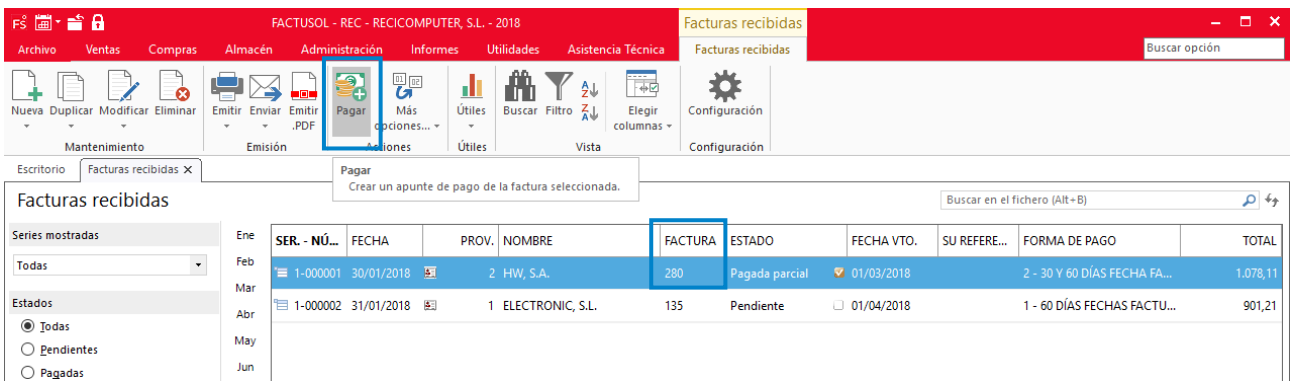 FS FACTUSOL - REC - RECICOMPUTER, S.L. - 2018 Facturas recibidas
Archivo Ventas Compras Almacén Administración Informes Utilidades Asistencia Técnica Facturas recibidas Buscar opción
Nueva Duplicar Modificar Eliminar Emitir Enviar Emitir .PDF Pagar Más opciones... Útiles Buscar Filtro Elegir columnas Configuración
Mantenimiento Emisión Acciones Útiles Vista Configuración
Escritorio Facturas recibidas X
Pagar
Crear un apunte de pago de la factura seleccionada.
Facturas recibidas Buscar en el fichero (Alt+B)
Series mostradas
Todas
Estados
Todas
Pendientes
Pagadas
Ene
Feb
Mar
Abr
May
Jun
SER. - NÚ... FECHA PROV. NOMBRE FACTURA ESTADO FECHA VTO. SU REFERE... FORMA DE PAGO TOTAL
1-000001 30/01/2018 2 HW, S.A. 280 Pagada parcial 01/03/2018 2 - 30 Y 60 DÍAS FECHA FA... 1.078,11
1-000002 31/01/2018 1 ELECTRONIC, S.L. 135 Pendiente 01/04/2018 1 - 60 DÍAS FECHAS FACTU... 901,21